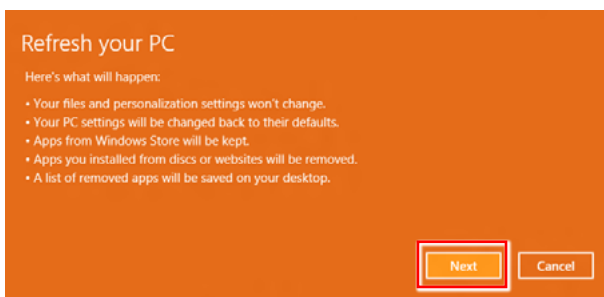 Refresh your PC
Here's what will happen:
• Your files and personalization settings won't change.
• Your PC settings will be changed back to their defaults.
• Apps from Windows Store will be kept.
• Apps you installed from discs or websites will be removed.
• A list of removed apps will be saved on your desktop.
Next Cancel